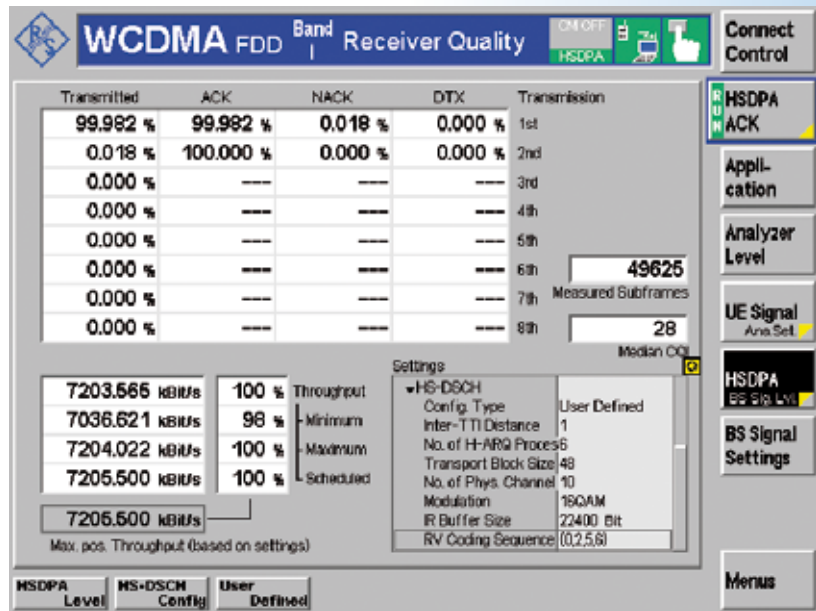 R&S
WCDMA FDD Band I Receiver Quality
HSDPA
Connect Control
Transmitted ACK NACK DTX Transmission
99.982 % 99.982 % 0.018 % 0.000 % 1st
0.018 % 100.000 % 0.000 % 0.000 % 2nd
0.000 % --- --- --- 3rd
0.000 % --- --- --- 4th
0.000 % --- --- --- 5th
0.000 % --- --- --- 6th
0.000 % --- --- --- 7th
0.000 % --- --- --- 8th
49625
Measured Subframes
28
Median CQI
7203.565 kBit/s 100 % Throughput
7036.621 kBit/s 98 % Minimum
7204.022 kBit/s 100 % Maximum
7205.500 kBit/s 100 % Scheduled
7205.500 kBit/s
Max. pos. Throughput (based on settings)
Settings
HS-DSCH
Config. Type User Defined
Inter-TTI Distance 1
No. of H-ARQ Proces 6
Transport Block Size 48
No. of Phys. Channel 10
Modulation 16QAM
IR Buffer Size 22400 Bit
RV Coding Sequence {0,2,5,6}
RUN
HSDPA ACK
Appli-
cation
Analyzer
Level
UE Signal
Ana.Set.
HSDPA
BS Sig. Lvl.
BS Signal
Settings
Menus
HSDPA Level
HS-DSCH Config
User Defined